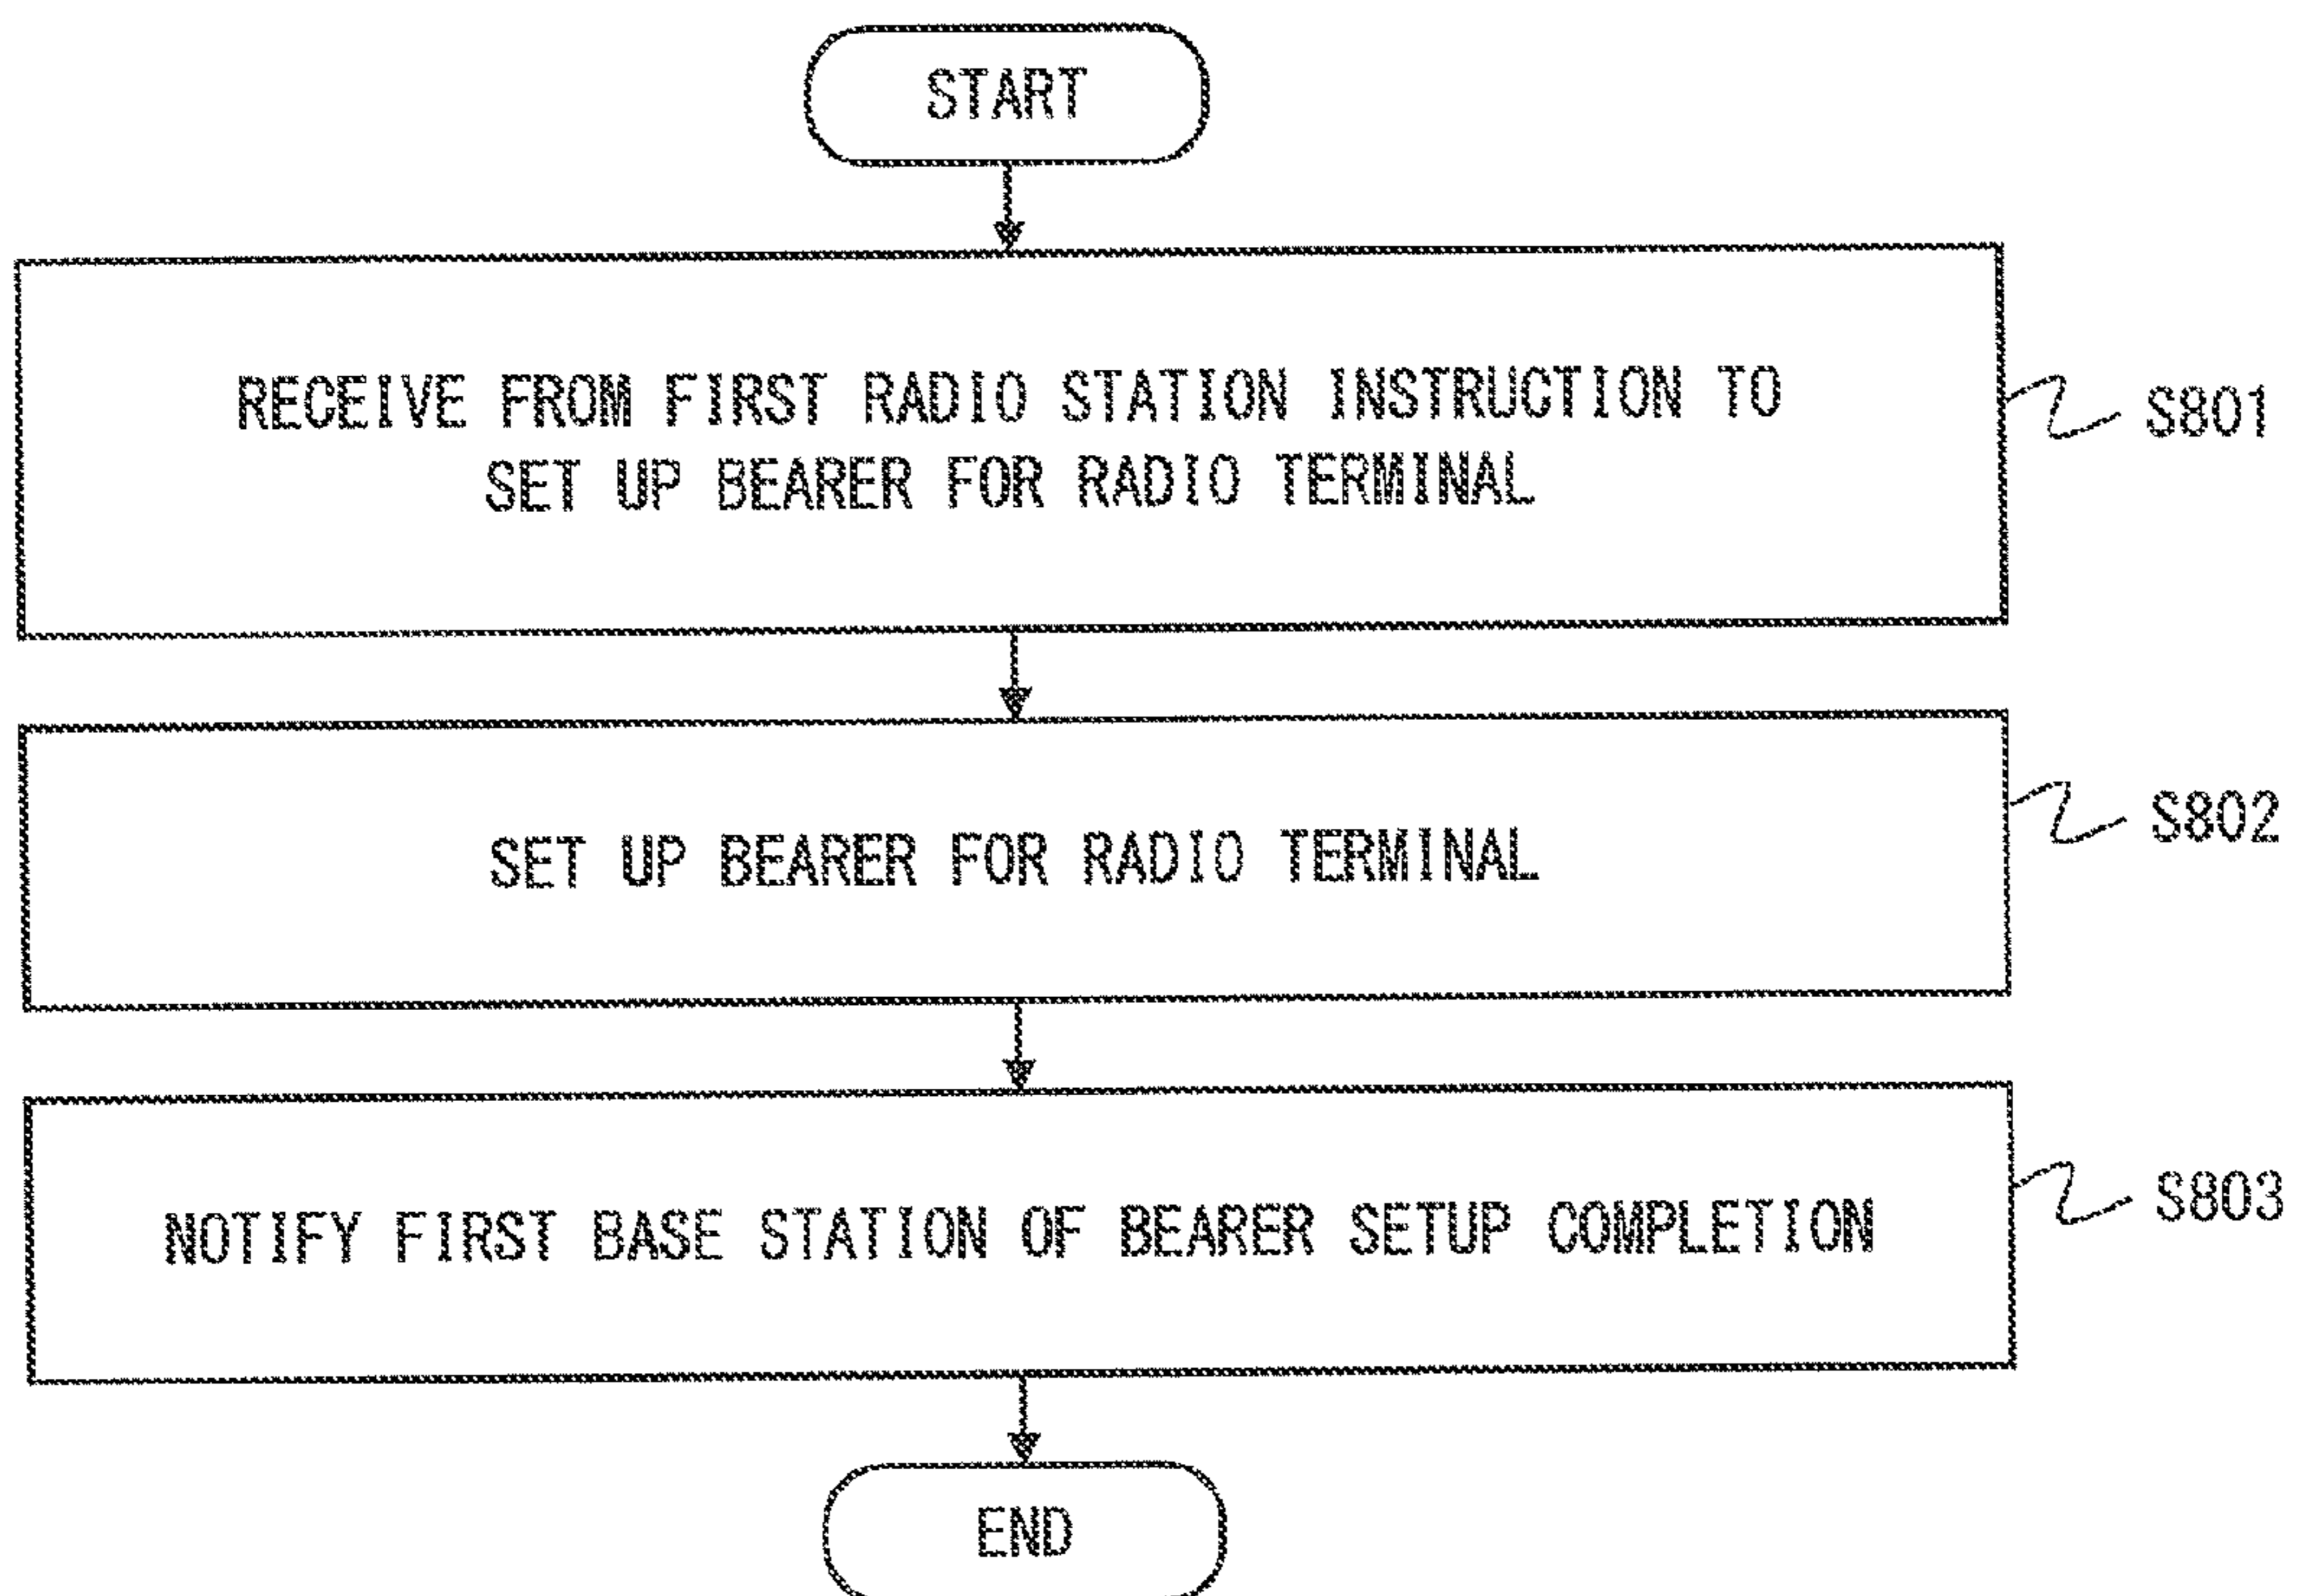 START
RECEIVE FROM FIRST RADIO STATION INSTRUCTION TO
SET UP BEARER FOR RADIO TERMINAL
S801
SET UP BEARER FOR RADIO TERMINAL
S802
NOTIFY FIRST BASE STATION OF BEARER SETUP COMPLETION
S803
END